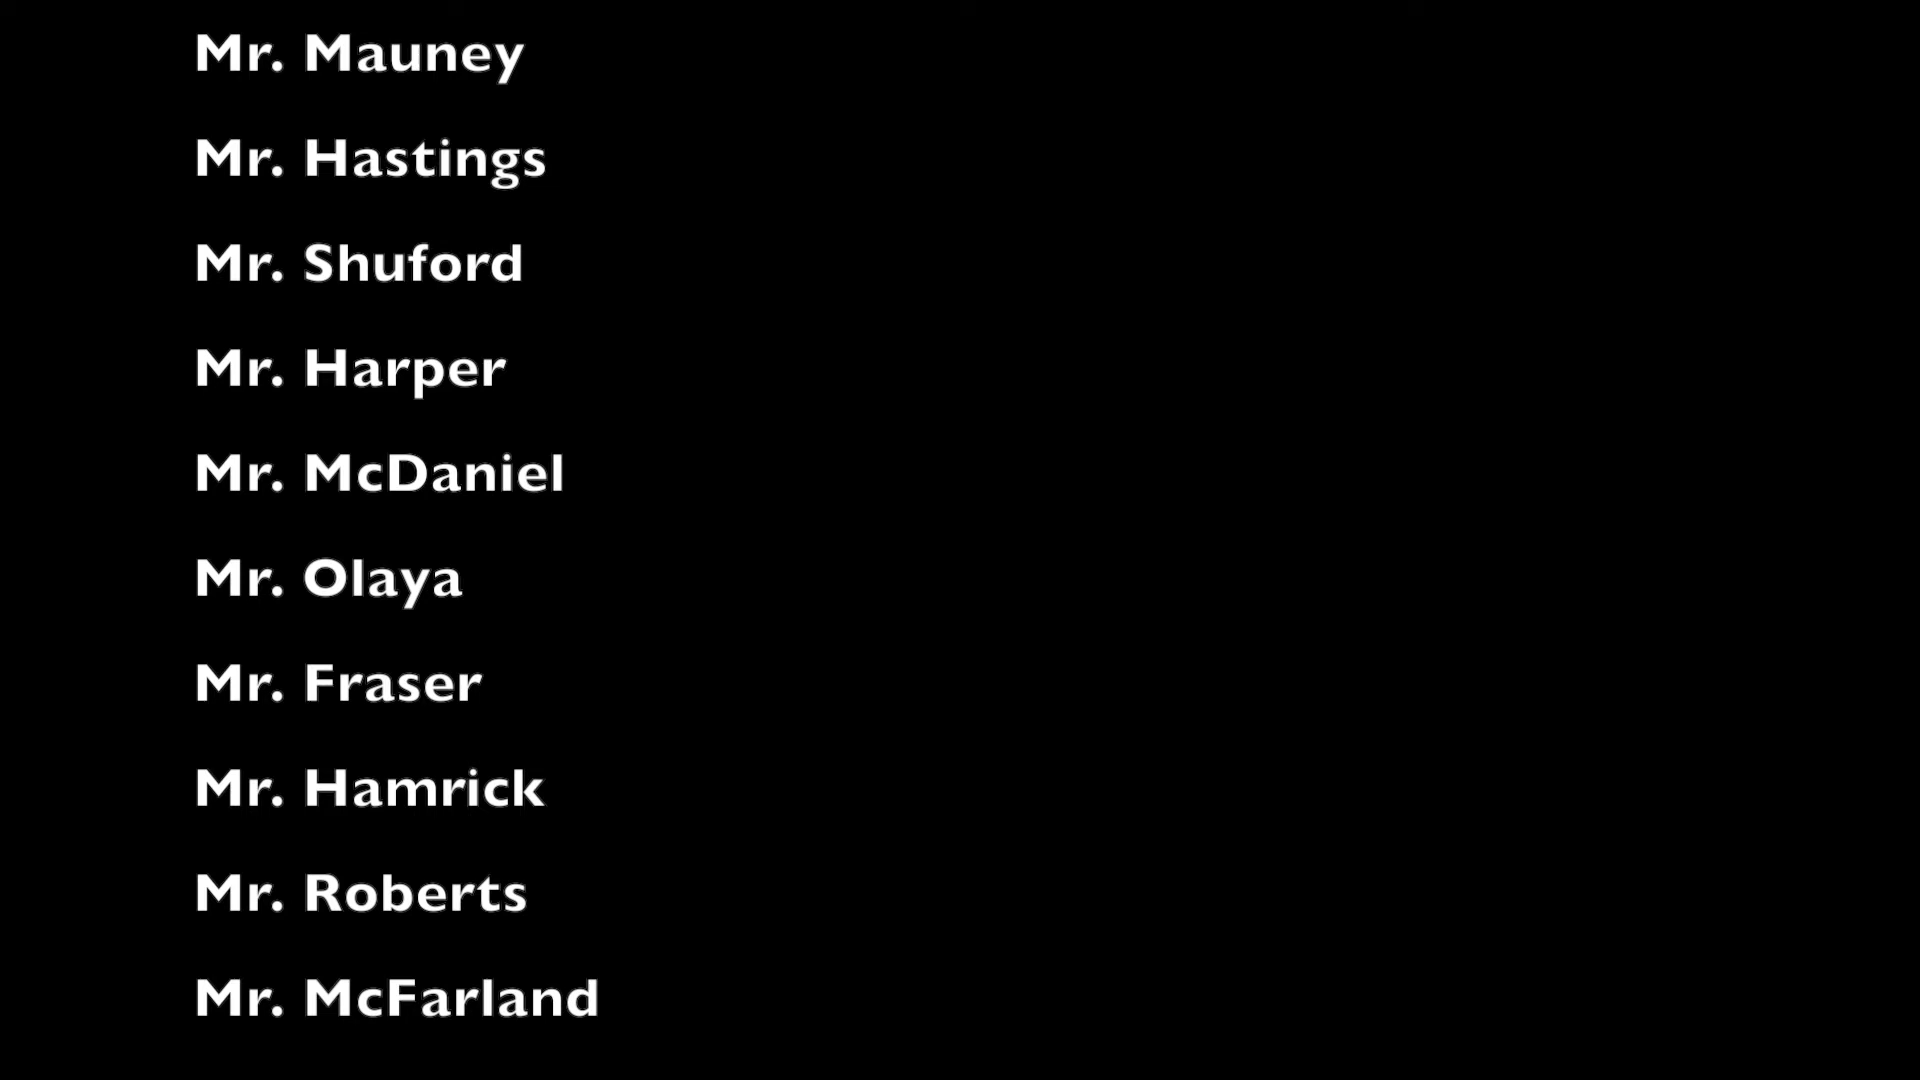 Mr. Mauney
Mr. Hastings
Mr. Shuford
Mr. Harper
Mr. McDaniel
Mr. Olaya
Mr. Fraser
Mr. Hamrick
Mr. Roberts
Mr. McFarland